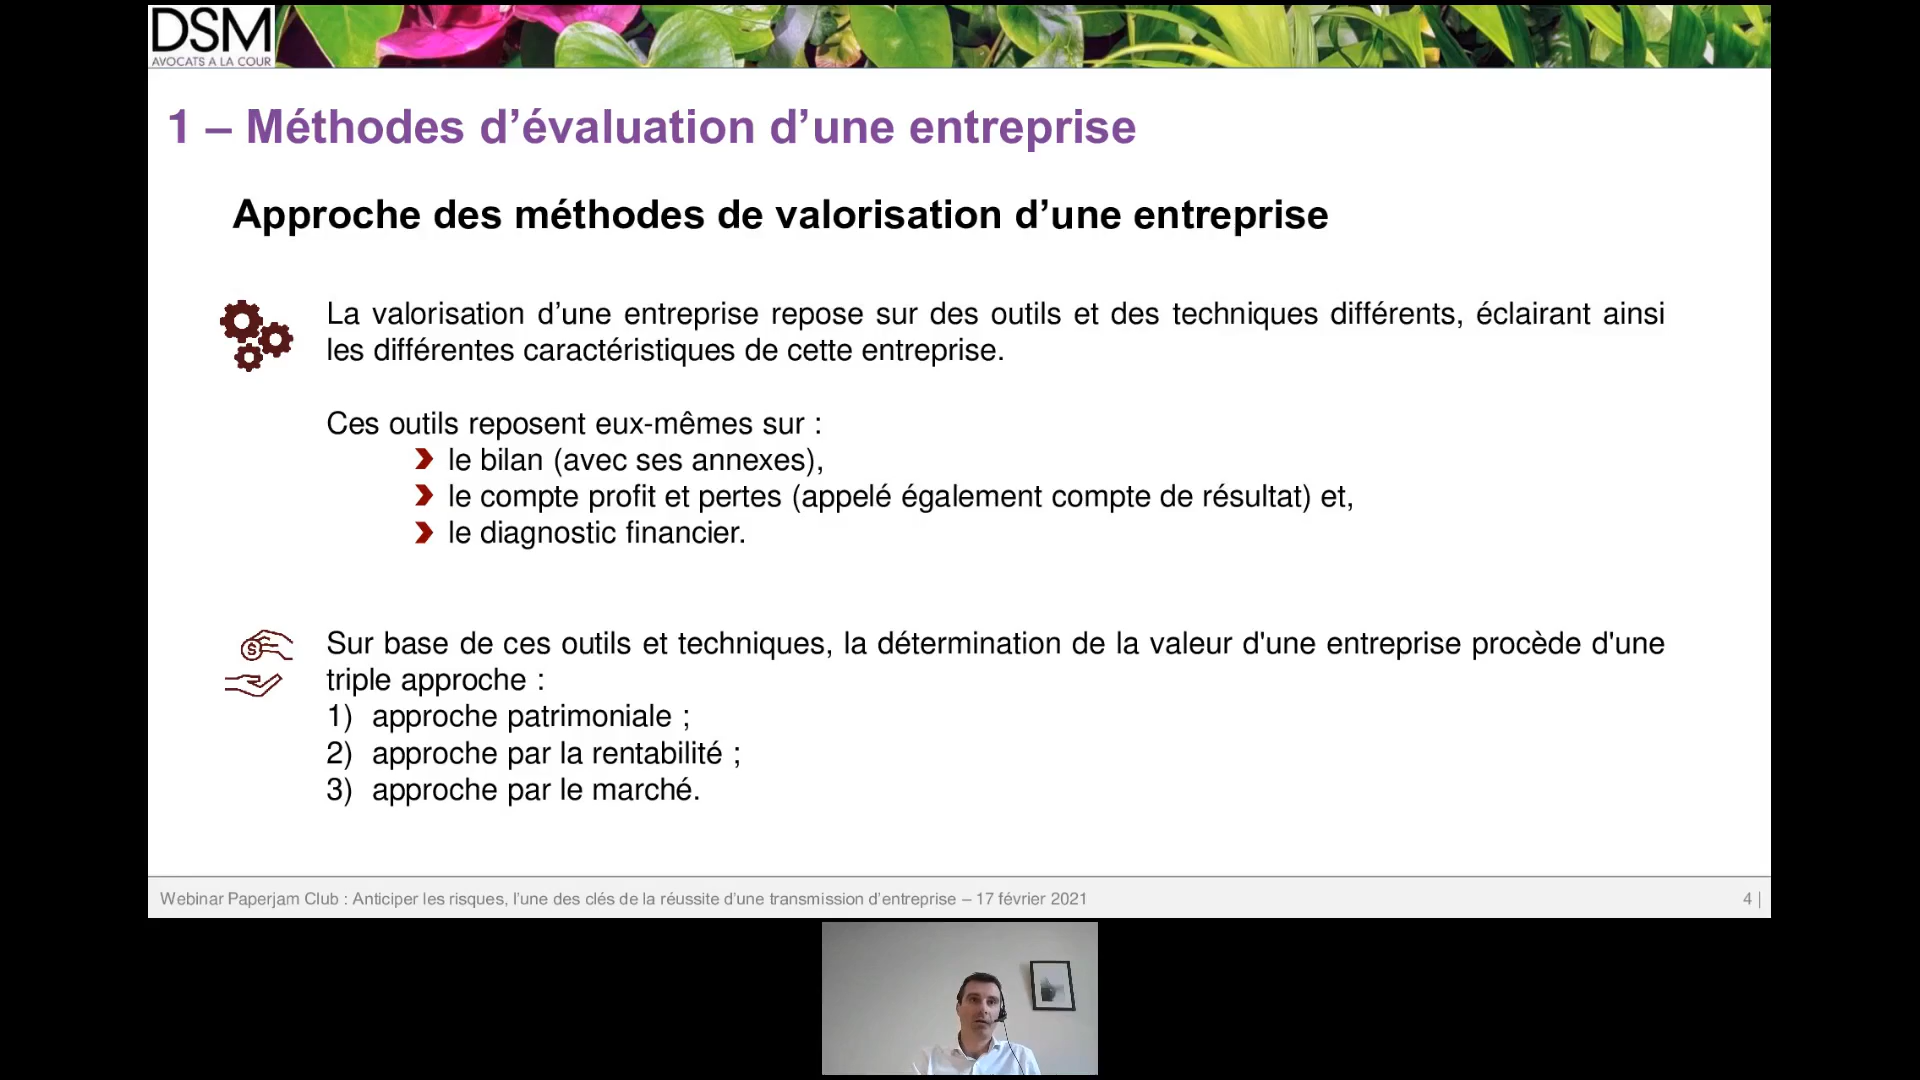 DSM
AVOCATS A LA COUR
1 – Méthodes d’évaluation d’une entreprise
Approche des méthodes de valorisation d’une entreprise
La valorisation d’une entreprise repose sur des outils et des techniques différents, éclairant ainsi
les différentes caractéristiques de cette entreprise.
Ces outils reposent eux-mêmes sur :
le bilan (avec ses annexes),
le compte profit et pertes (appelé également compte de résultat) et,
le diagnostic financier.
Sur base de ces outils et techniques, la détermination de la valeur d'une entreprise procède d'une
triple approche :
1) approche patrimoniale ;
2) approche par la rentabilité ;
3) approche par le marché.
Webinar Paperjam Club : Anticiper les risques, l’une des clés de la réussite d’une transmission d’entreprise – 17 février 2021
4 |